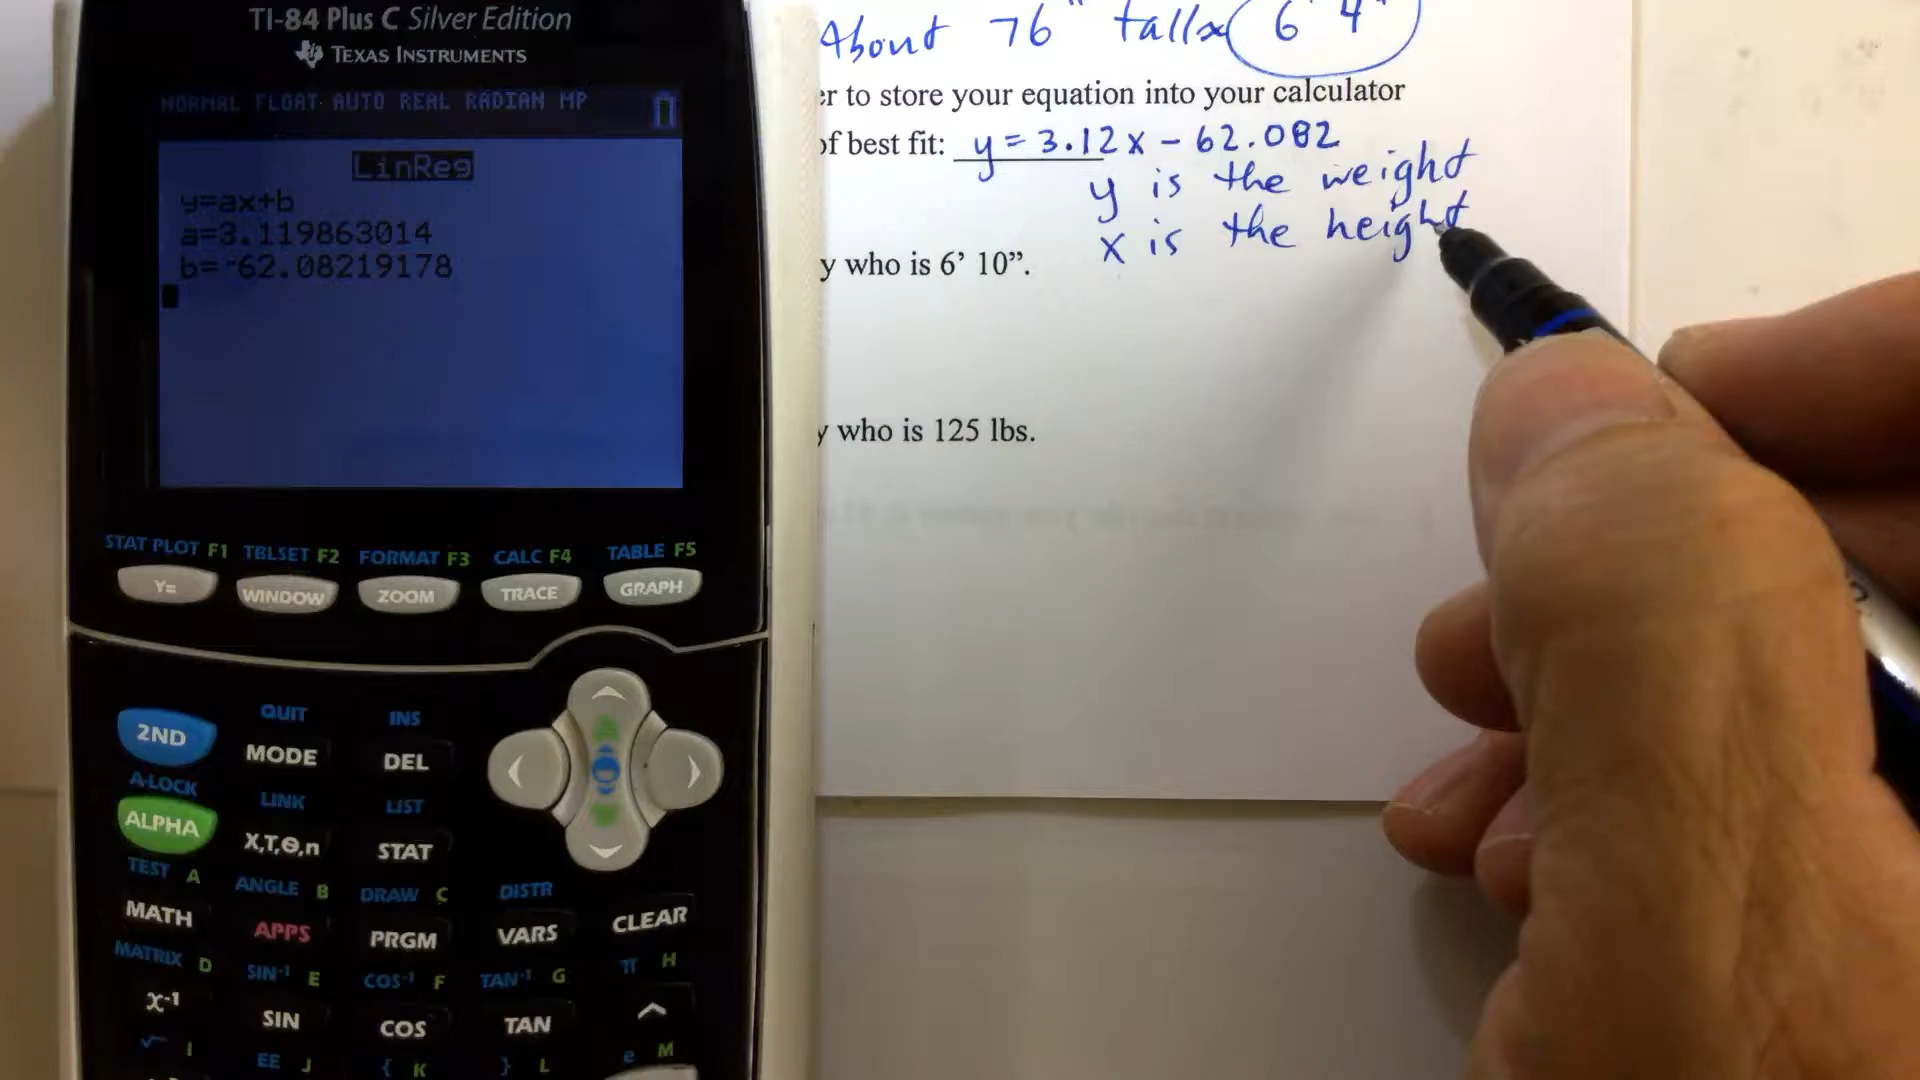 TI-84 Plus C Silver Edition
TEXAS INSTRUMENTS
NORMAL FLOAT AUTO REAL RADIAN MP
LinReg
y=ax+b
a=3.119863014
b=-62.08219178
About 76" tall 6' 4"
er to store your equation into your calculator
of best fit: y = 3.12x - 62.082
y is the weight
x is the height
y who is 6’ 10”.
y who is 125 lbs.
STAT PLOT F1 TBLSET F2 FORMAT F3 CALC F4 TABLE F5
Y= WINDOW ZOOM TRACE GRAPH
QUIT INS
2ND MODE DEL
A-LOCK LINK LIST
ALPHA X,T,Θ,n STAT
TEST A ANGLE B DRAW C DISTR
MATH APPS PRGM VARS CLEAR
MATRIX D SIN-1 E COS-1 F TAN-1 G π H
x-1 SIN COS TAN ^
√ I EE J { K } L e M